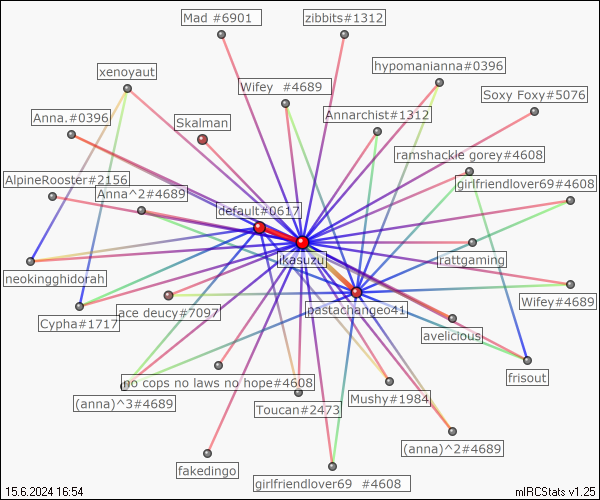 Mad #6901
zibbits#1312
xenoyaut
hypomanianna#0396
Wifey #4689
Soxy Foxy#5076
Anna.#0396
Skalman
Annarchist#1312
ramshackle gorey#4608
AlpineRooster#2156
Anna^2#4689
girlfriendlover69#4608
default#0617
ikasuzu
rattgaming
neokingghidorah
Cypha#1717
ace deucy#7097
pastachangeo41
Wifey#4689
avelicious
frisout
no cops no laws no hope#4608
(anna)^3#4689
Toucan#2473
Mushy#1984
(anna)^2#4689
fakedingo
girlfriendlover69 #4608
15.6.2024 16:54
mIRCStats v1.25